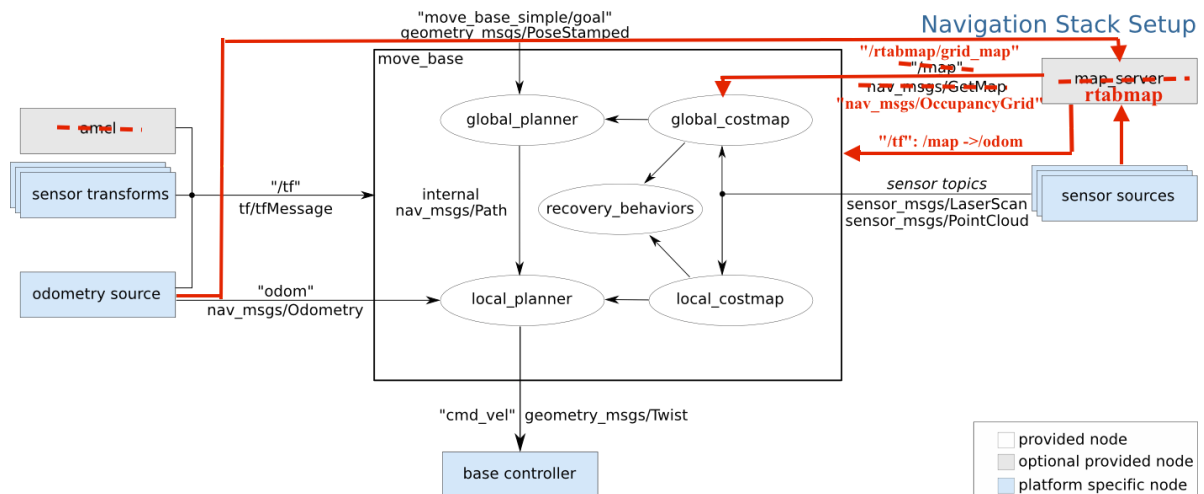 "move_base_simple/goal"
geometry_msgs/PoseStamped
Navigation Stack Setup
move_base
"/rtabmap/grid_map"
"/map"
nav_msgs/GetMap
"nav_msgs/OccupancyGrid"
map_server
rtabmap
amcl
global_planner
global_costmap
"/tf": /map ->/odom
sensor transforms
"/tf"
tf/tfMessage
internal
nav_msgs/Path
recovery_behaviors
sensor topics
sensor_msgs/LaserScan
sensor_msgs/PointCloud
sensor sources
odometry source
"odom"
nav_msgs/Odometry
local_planner
local_costmap
"cmd_vel"
geometry_msgs/Twist
base controller
provided node
optional provided node
platform specific node